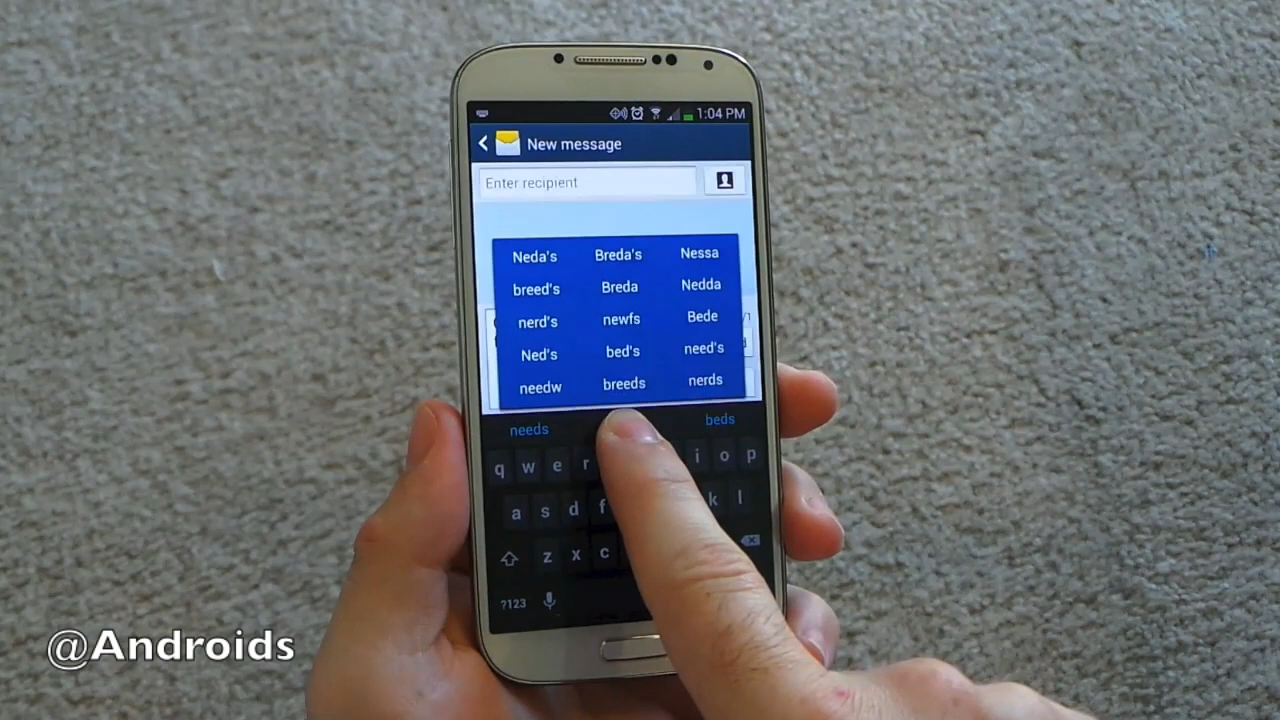 1:04 PM
New message
Enter recipient
Neda's Breda's Nessa
breed's Breda Nedda
nerd's newfs Bede
Ned's bed's need's
needw breeds nerds
needs beds
q w e r i o p
a s d f k l
z x c
?123
@Androids